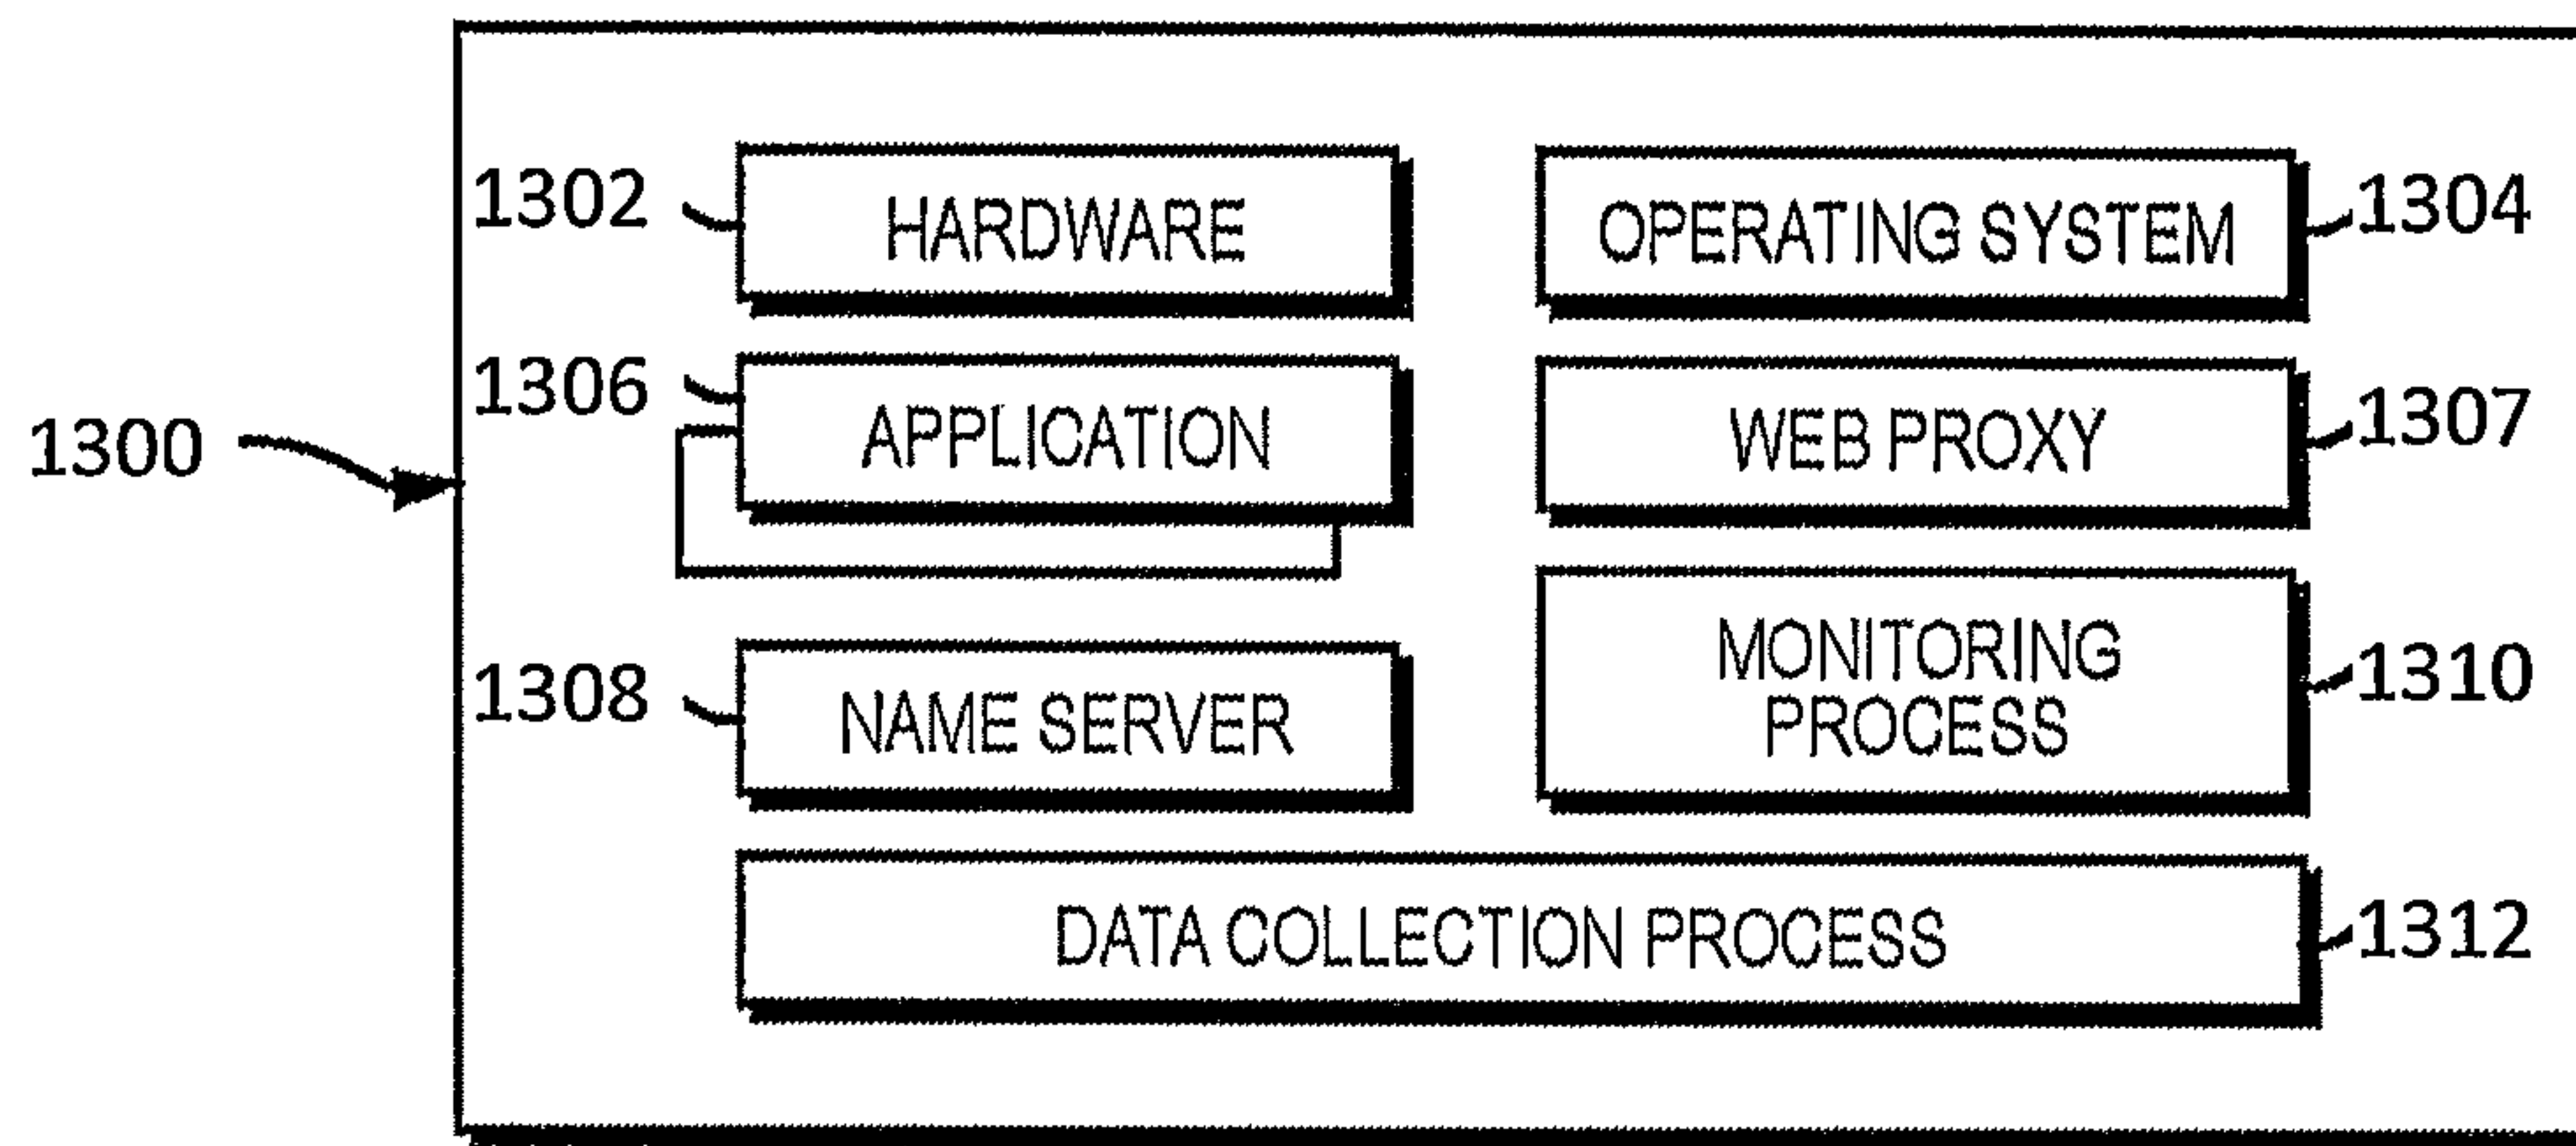 1302 HARDWARE OPERATING SYSTEM 1304
1306 APPLICATION WEB PROXY 1307
1300
1308 NAME SERVER MONITORING PROCESS 1310
DATA COLLECTION PROCESS 1312